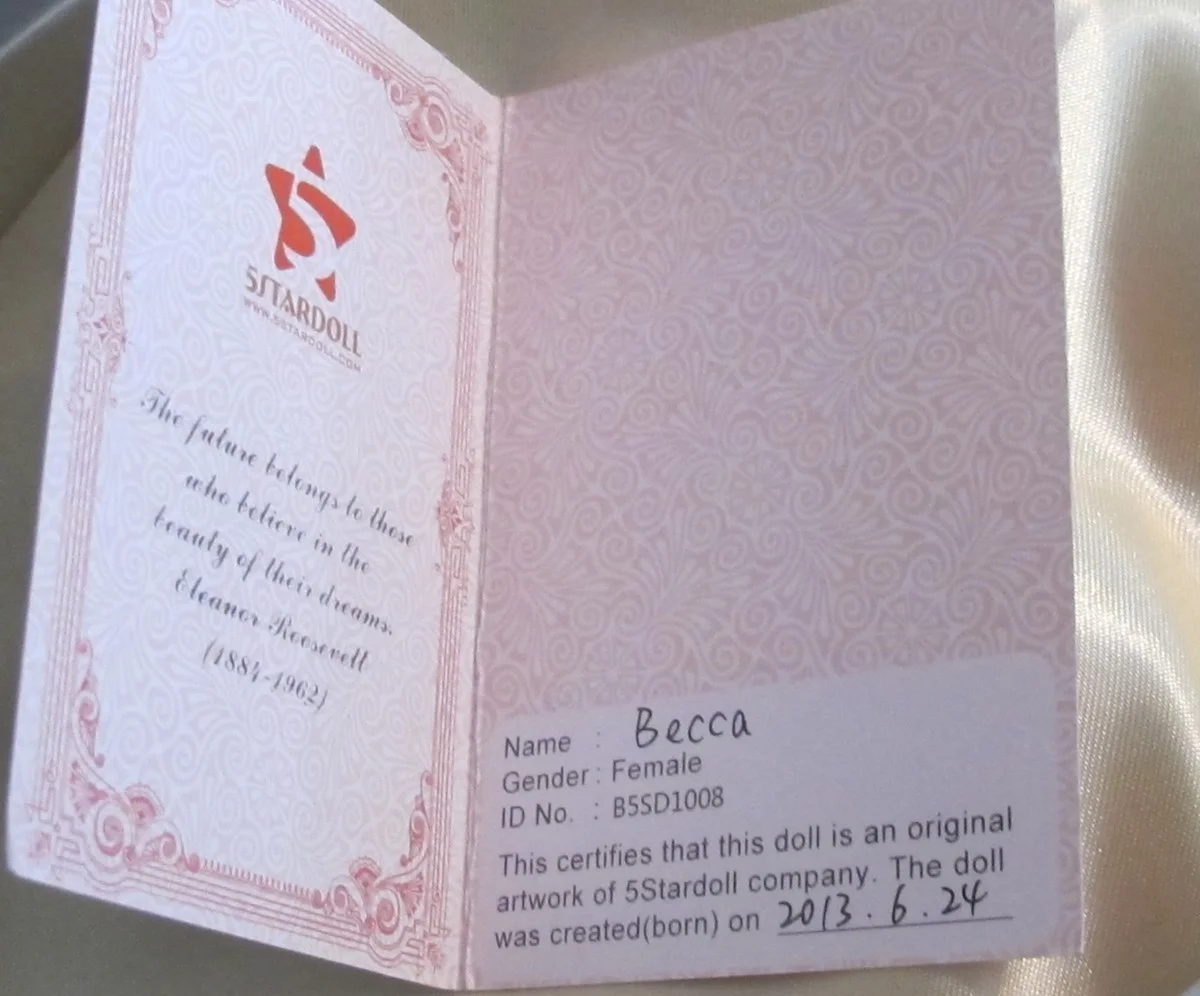 5STARDOLL
WWW.5STARDOLL.COM
The future belongs to those
who believe in the
beauty of their dreams.
Eleanor Roosevelt
(1884-1962)
Name : Becca
Gender : Female
ID No. : B5SD1008
This certifies that this doll is an original
artwork of 5Stardoll company. The doll
was created(born) on 2013.6.24